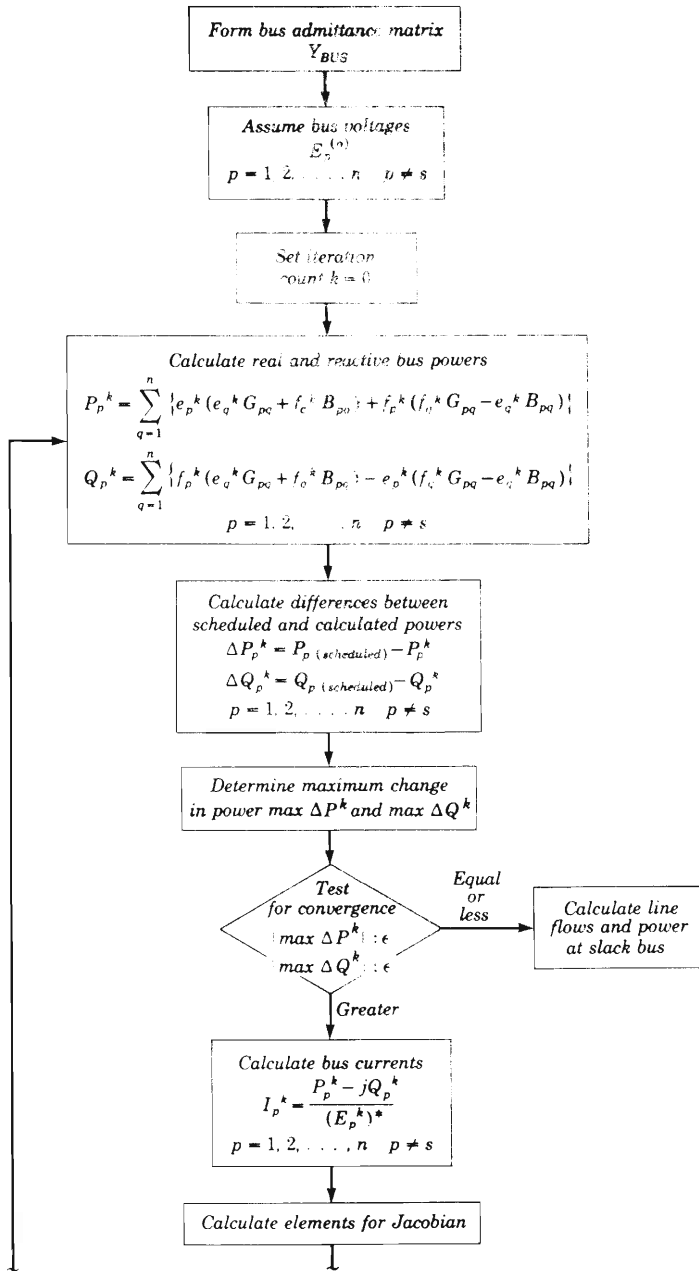 Form bus admittance matrix
Y_BUS
Assume bus voltages
E_p^(0)
p = 1, 2, . . . , n   p ≠ s
Set iteration
count k = 0
Calculate real and reactive bus powers
P_p^k = ∑_{q=1}^{n} {e_p^k (e_q^k G_pq + f_q^k B_pq) + f_p^k (f_q^k G_pq − e_q^k B_pq)}
Q_p^k = ∑_{q=1}^{n} {f_p^k (e_q^k G_pq + f_q^k B_pq) − e_p^k (f_q^k G_pq − e_q^k B_pq)}
p = 1, 2, . . . , n   p ≠ s
Calculate differences between
scheduled and calculated powers
ΔP_p^k = P_p (scheduled) − P_p^k
ΔQ_p^k = Q_p (scheduled) − Q_p^k
p = 1, 2, . . . , n   p ≠ s
Determine maximum change
in power max ΔP^k and max ΔQ^k
Test
for convergence
|max ΔP^k| : ϵ
|max ΔQ^k| : ϵ
Equal
or
less
Calculate line
flows and power
at slack bus
Greater
Calculate bus currents
I_p^k = (P_p^k − jQ_p^k) / (E_p^k)*
p = 1, 2, . . . , n   p ≠ s
Calculate elements for Jacobian